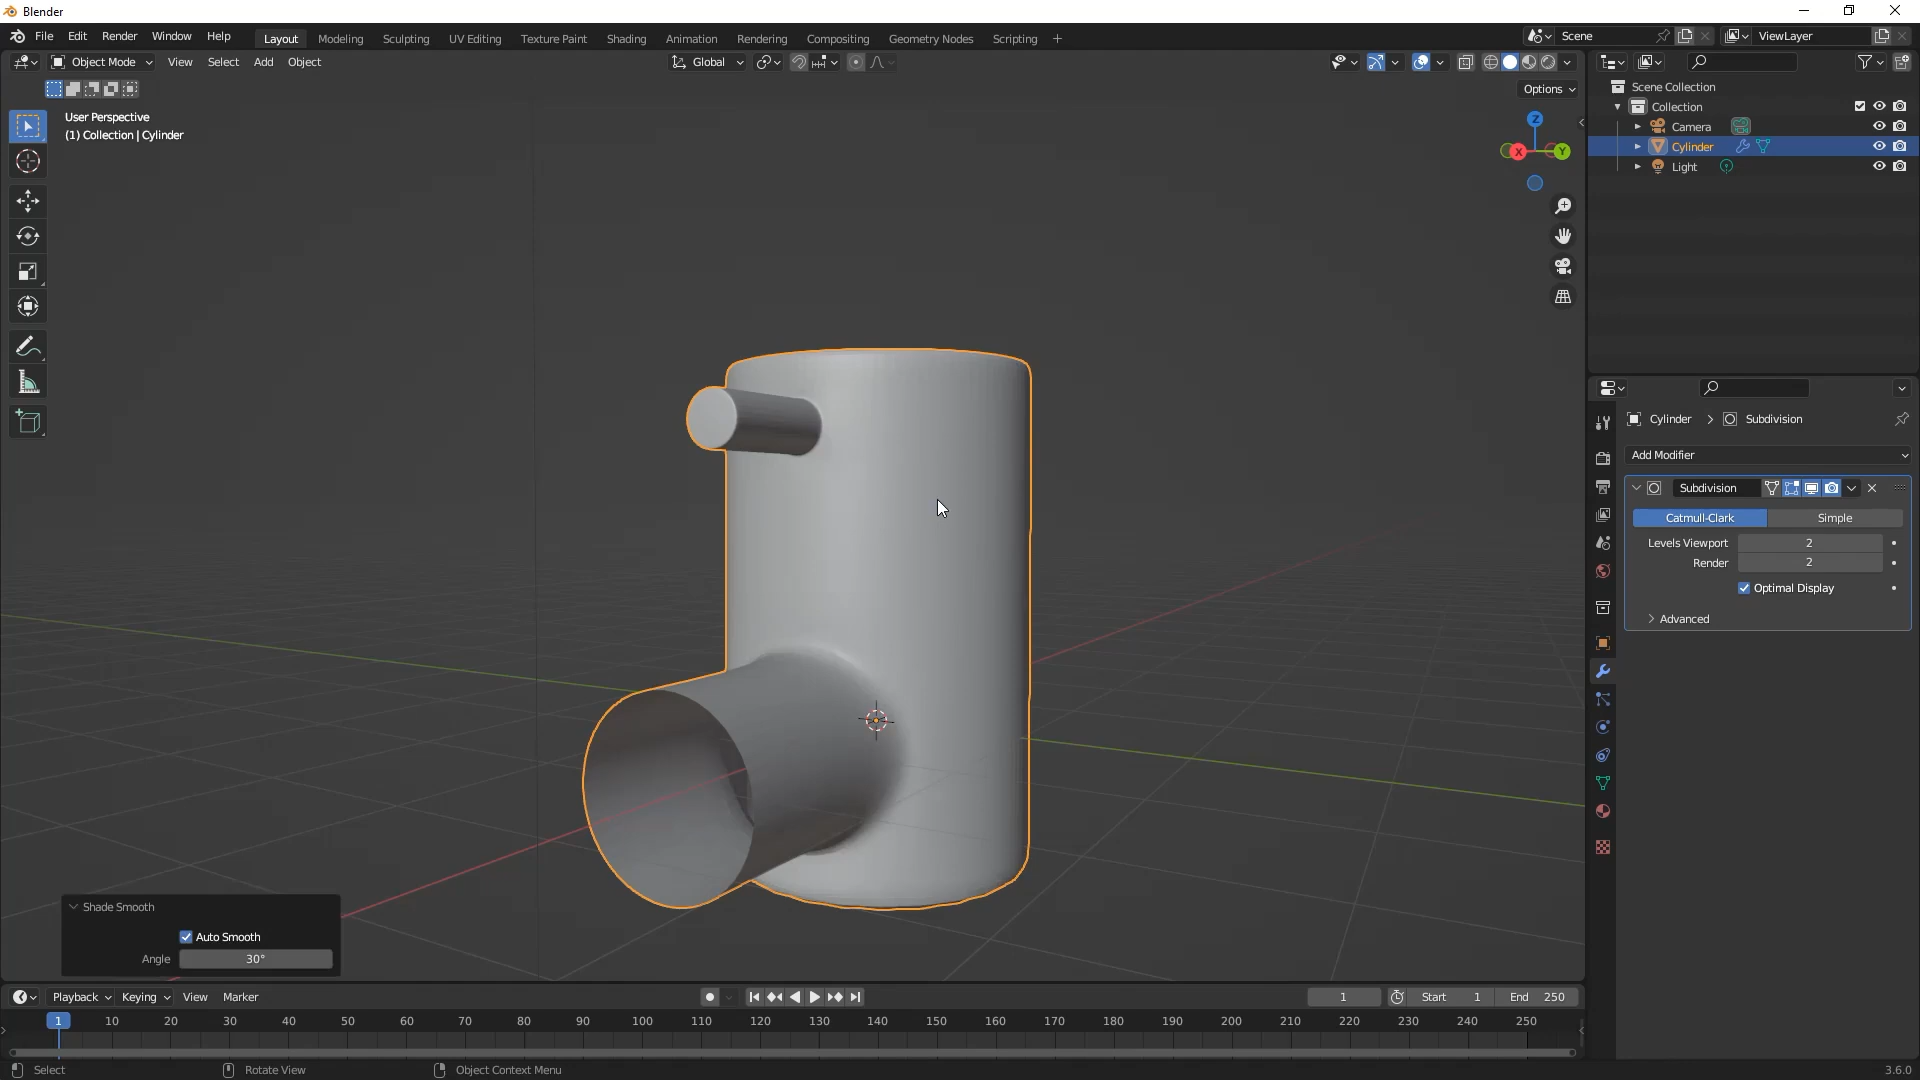 Blender
File Edit Render Window Help Layout Modeling Sculpting UV Editing Texture Paint Shading Animation Rendering Compositing Geometry Nodes Scripting + Scene ViewLayer
Object Mode View Select Add Object Global
Options
User Perspective
(1) Collection | Cylinder
Z
X Y
Scene Collection
Collection
Camera
Cylinder
Light
Cylinder > Subdivision
Add Modifier
Subdivision
Catmull-Clark Simple
Levels Viewport 2
Render 2
Optimal Display
Advanced
Shade Smooth
Auto Smooth
Angle 30°
Playback Keying View Marker 1 Start 1 End 250
1 10 20 30 40 50 60 70 80 90 100 110 120 130 140 150 160 170 180 190 200 210 220 230 240 250
Select Rotate View Object Context Menu 3.6.0